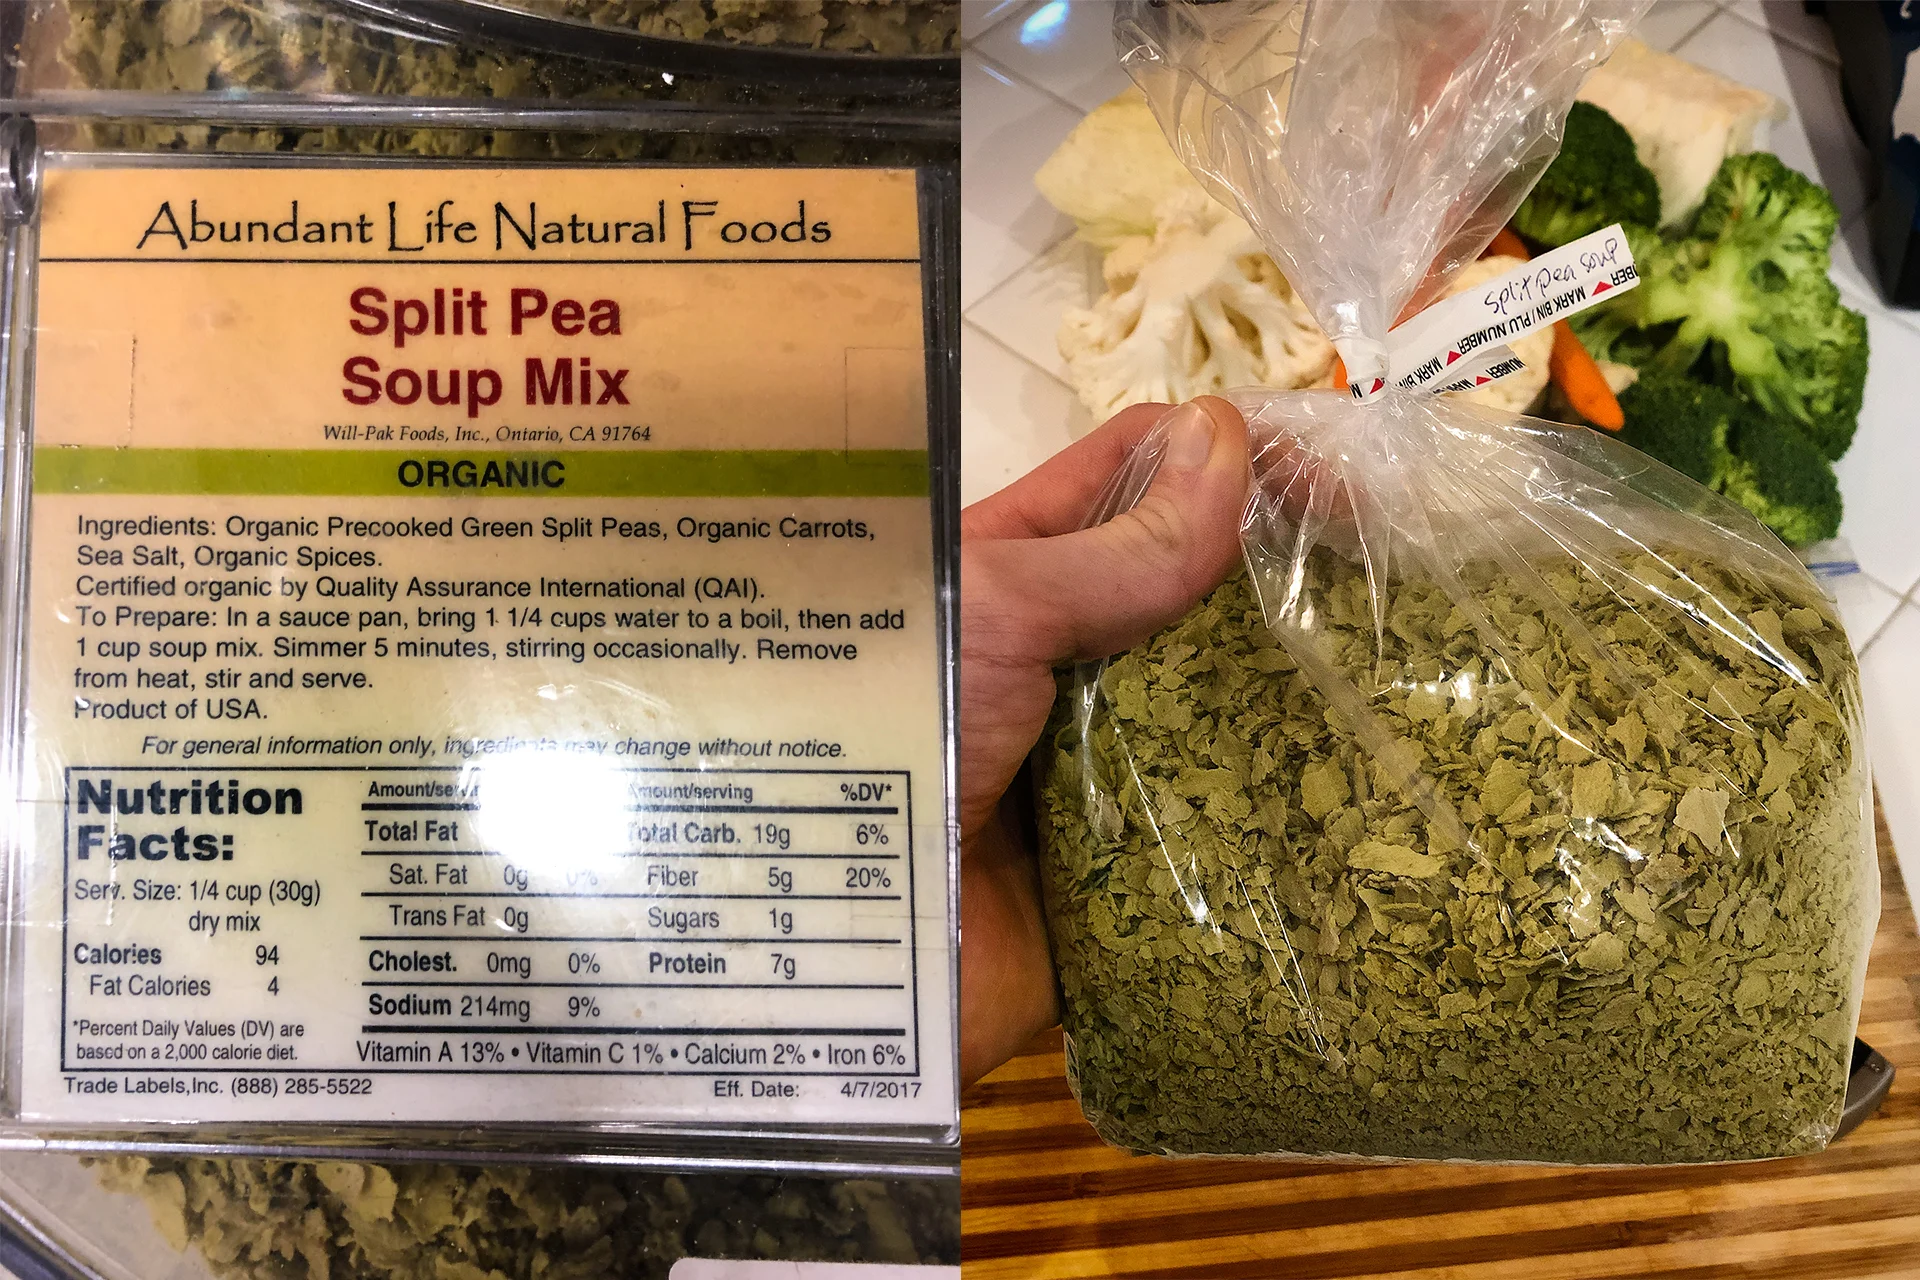 Abundant Life Natural Foods
Split Pea
Soup Mix
Will-Pak Foods, Inc., Ontario, CA 91764
ORGANIC
Ingredients: Organic Precooked Green Split Peas, Organic Carrots,
Sea Salt, Organic Spices.
Certified organic by Quality Assurance International (QAI).
To Prepare: In a sauce pan, bring 1 1/4 cups water to a boil, then add
1 cup soup mix. Simmer 5 minutes, stirring occasionally. Remove
from heat, stir and serve.
Product of USA.
For general information only, ingredients may change without notice.
Nutrition
Facts:
Serv. Size: 1/4 cup (30g)
dry mix
Calories 94
Fat Calories 4
*Percent Daily Values (DV) are
based on a 2,000 calorie diet.
Amount/serving %DV*
Total Fat Total Carb. 19g 6%
Sat. Fat 0g 0% Fiber 5g 20%
Trans Fat 0g Sugars 1g
Cholest. 0mg 0% Protein 7g
Sodium 214mg 9%
Vitamin A 13% • Vitamin C 1% • Calcium 2% • Iron 6%
Trade Labels,Inc. (888) 285-5522 Eff. Date: 4/7/2017
Split Pea soup
MARK BIN / PLU NUMBER MARK BIN
NUMBER